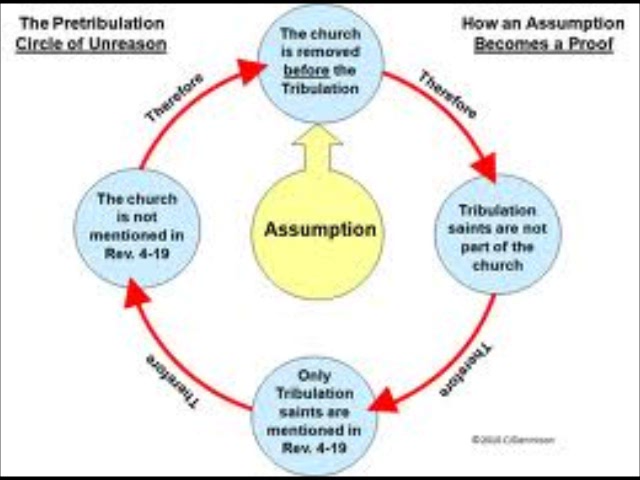 The Pretribulation
Circle of Unreason
How an Assumption
Becomes a Proof
The church
is removed
before the
Tribulation
Therefore
Tribulation
saints are not
part of the
church
Therefore
Only
Tribulation
saints are
mentioned in
Rev. 4-19
Therefore
The church
is not
mentioned in
Rev. 4-19
Therefore
Assumption